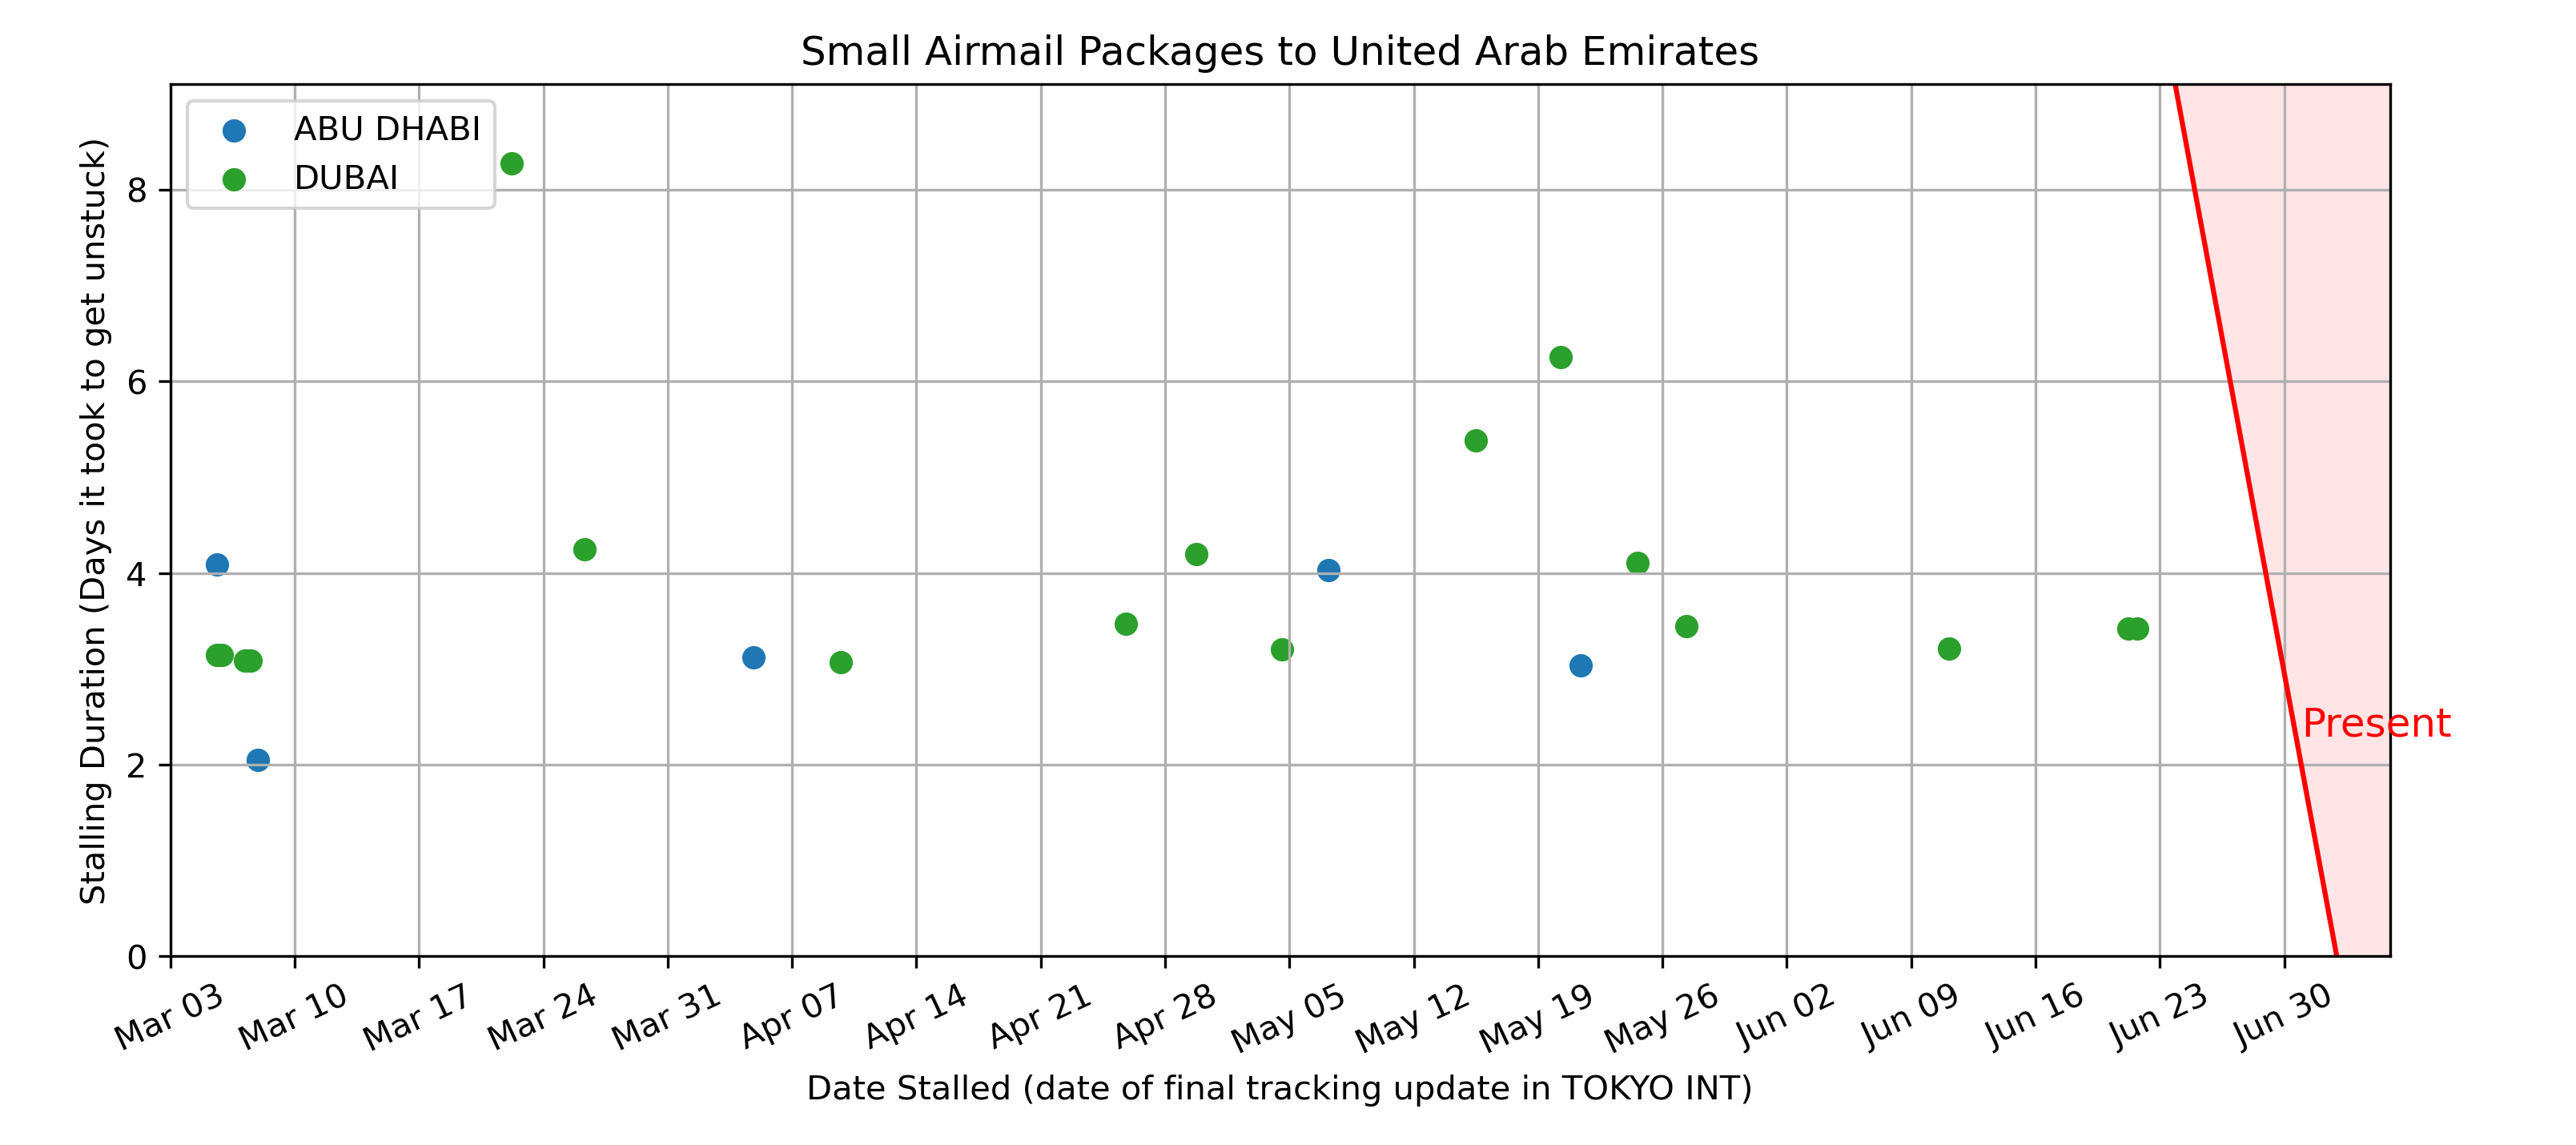 Small Airmail Packages to United Arab Emirates
ABU DHABI
DUBAI
Stalling Duration (Days it took to get unstuck)
8
6
4
2
0
Mar 03
Mar 10
Mar 17
Mar 24
Mar 31
Apr 07
Apr 14
Apr 21
Apr 28
May 05
May 12
May 19
May 26
Jun 02
Jun 09
Jun 16
Jun 23
Jun 30
Present
Date Stalled (date of final tracking update in TOKYO INT)